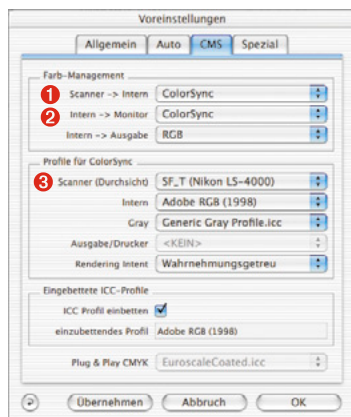 Voreinstellungen
Allgemein Auto CMS Spezial
Farb-Management
1 Scanner -> Intern ColorSync
2 Intern -> Monitor ColorSync
Intern -> Ausgabe RGB
Profile für ColorSync
3 Scanner (Durchsicht) SF_T (Nikon LS-4000)
Intern Adobe RGB (1998)
Gray Generic Gray Profile.icc
Ausgabe/Drucker <KEIN>
Rendering Intent Wahrnehmungsgetreu
Eingebettete ICC-Profile
ICC Profil einbetten
einzubettendes Profil Adobe RGB (1998)
Plug & Play CMYK EuroscaleCoated.icc
Übernehmen Abbruch OK